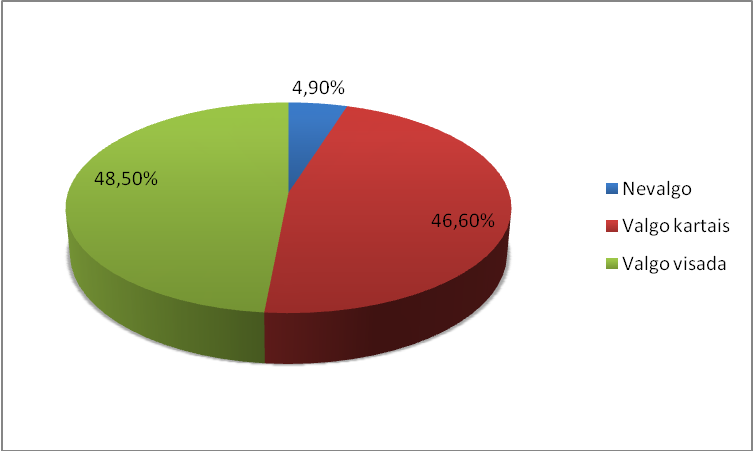 4,90%
48,50%
46,60%
Nevalgo
Valgo kartais
Valgo visada